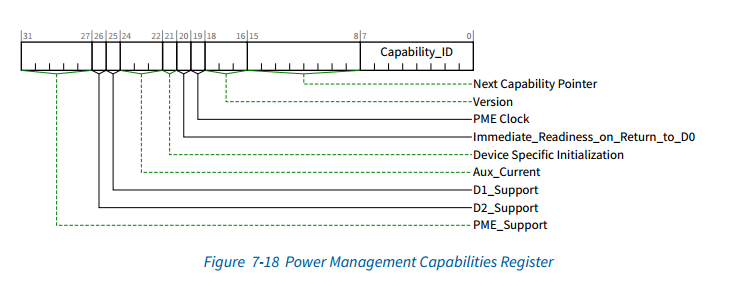 31 27 26 25 24 22 21 20 19 18 16 15 8 7 0
Capability_ID
Next Capability Pointer
Version
PME Clock
Immediate_Readiness_on_Return_to_D0
Device Specific Initialization
Aux_Current
D1_Support
D2_Support
PME_Support
Figure 7-18 Power Management Capabilities Register